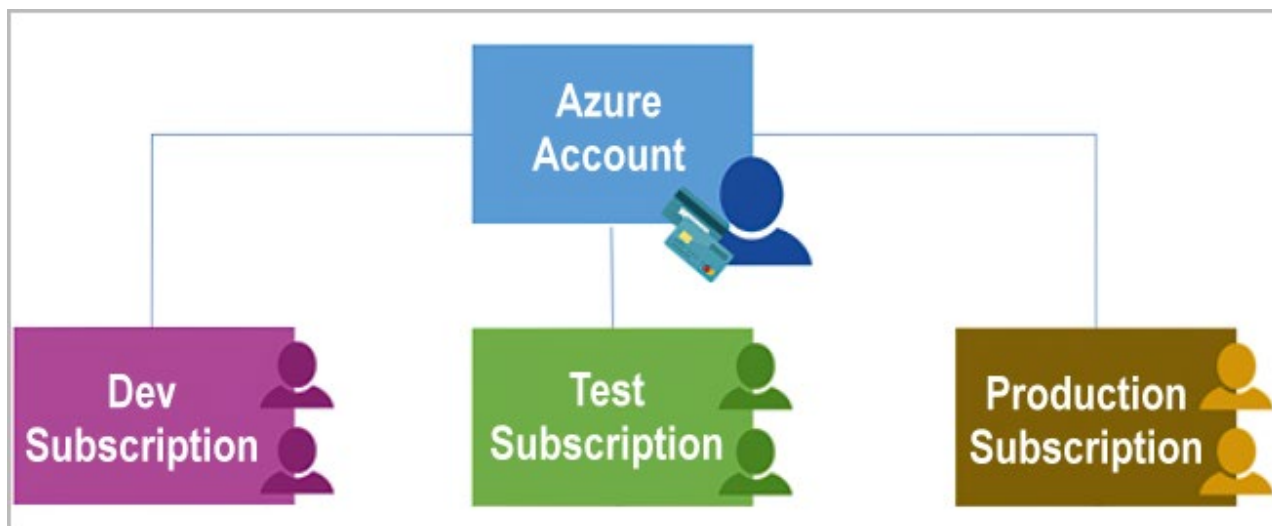 Azure
Account
Dev
Subscription
Test
Subscription
Production
Subscription